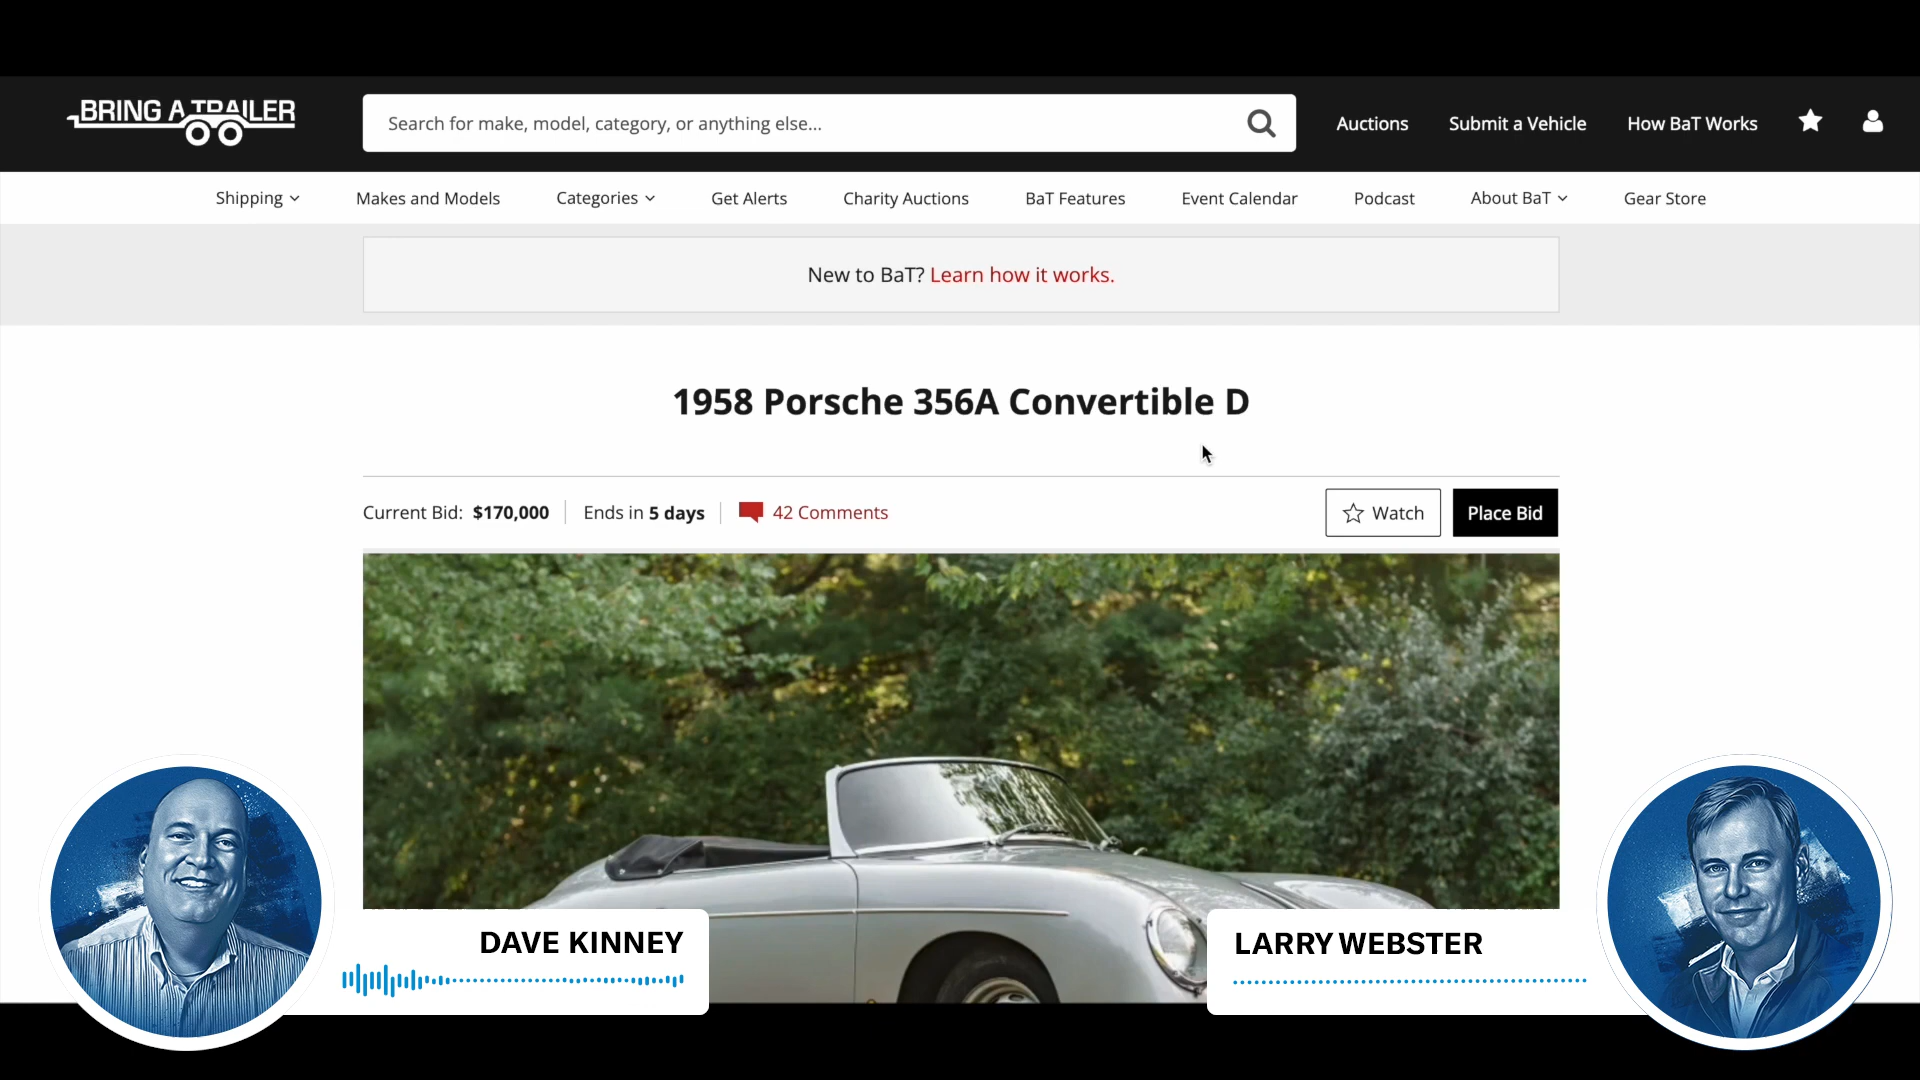 BRING A TRAILER
Search for make, model, category, or anything else...
Auctions
Submit a Vehicle
How BaT Works
Shipping
Makes and Models
Categories
Get Alerts
Charity Auctions
BaT Features
Event Calendar
Podcast
About BaT
Gear Store
New to BaT? Learn how it works.
1958 Porsche 356A Convertible D
Current Bid: $170,000
Ends in 5 days
42 Comments
Watch
Place Bid
DAVE KINNEY
LARRY WEBSTER